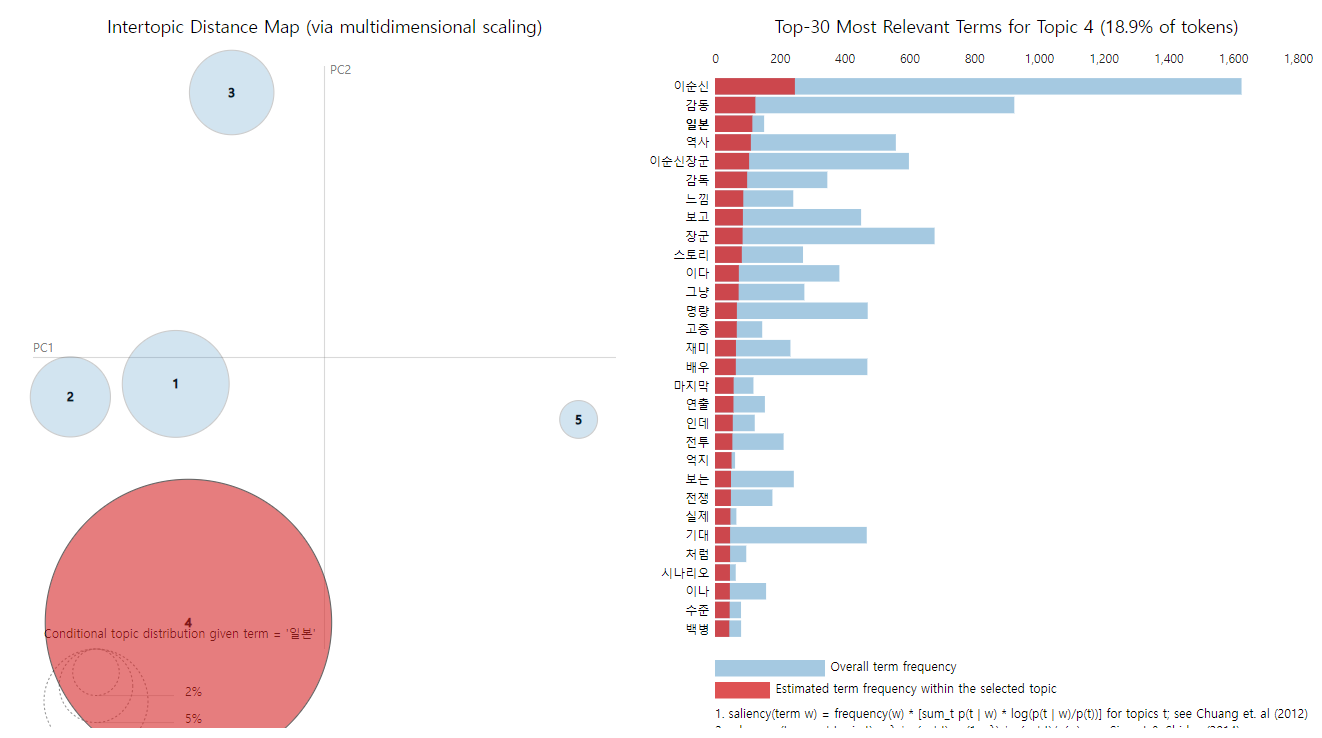 Intertopic Distance Map (via multidimensional scaling)
PC2
PC1
3
2
1
5
4
Conditional topic distribution given term = '일본'
2%
5%
Top-30 Most Relevant Terms for Topic 4 (18.9% of tokens)
0 200 400 600 800 1,000 1,200 1,400 1,600 1,800
이순신
감동
일본
역사
이순신장군
감독
느낌
보고
장군
스토리
이다
그냥
명량
고증
재미
배우
마지막
연출
인데
전투
억지
보는
전쟁
실제
기대
처럼
시나리오
이나
수준
백병
Overall term frequency
Estimated term frequency within the selected topic
1. saliency(term w) = frequency(w) * [sum_t p(t | w) * log(p(t | w)/p(t))] for topics t; see Chuang et. al (2012)